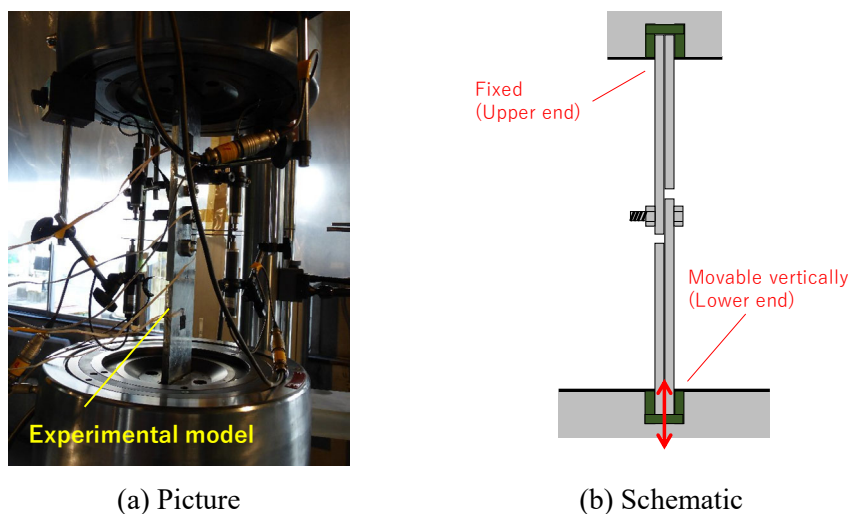 Experimental model
Fixed
(Upper end)
Movable vertically
(Lower end)
(a) Picture
(b) Schematic